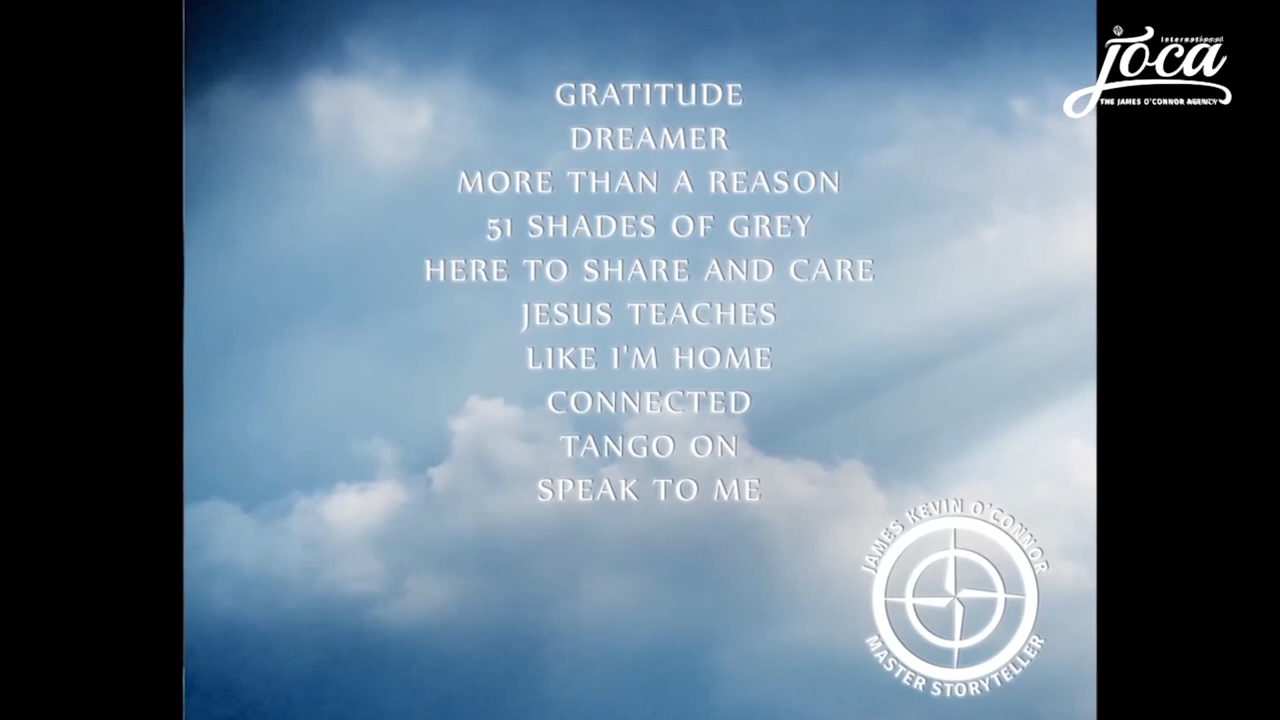 International
joca
THE JAMES O'CONNOR AGENCY
GRATITUDE
DREAMER
MORE THAN A REASON
51 SHADES OF GREY
HERE TO SHARE AND CARE
JESUS TEACHES
LIKE I'M HOME
CONNECTED
TANGO ON
SPEAK TO ME
JAMES KEVIN O'CONNOR
MASTER STORYTELLER